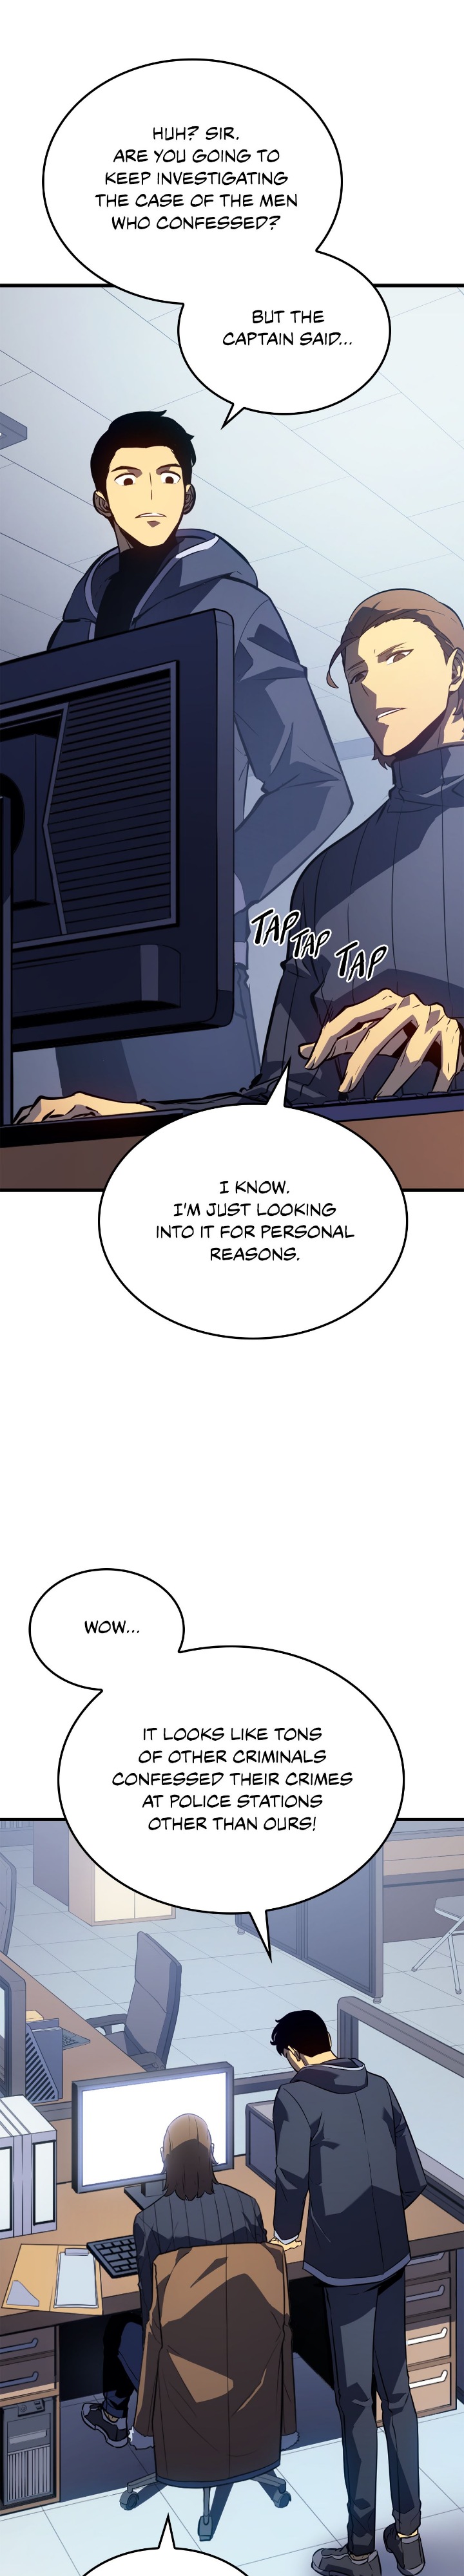 HUH? SIR.
ARE YOU GOING TO
KEEP INVESTIGATING
THE CASE OF THE MEN
WHO CONFESSED?
BUT THE
CAPTAIN SAID...
TAP
TAP
TAP
I KNOW.
I'M JUST LOOKING
INTO IT FOR PERSONAL
REASONS.
WOW...
IT LOOKS LIKE TONS
OF OTHER CRIMINALS
CONFESSED THEIR CRIMES
AT POLICE STATIONS
OTHER THAN OURS!